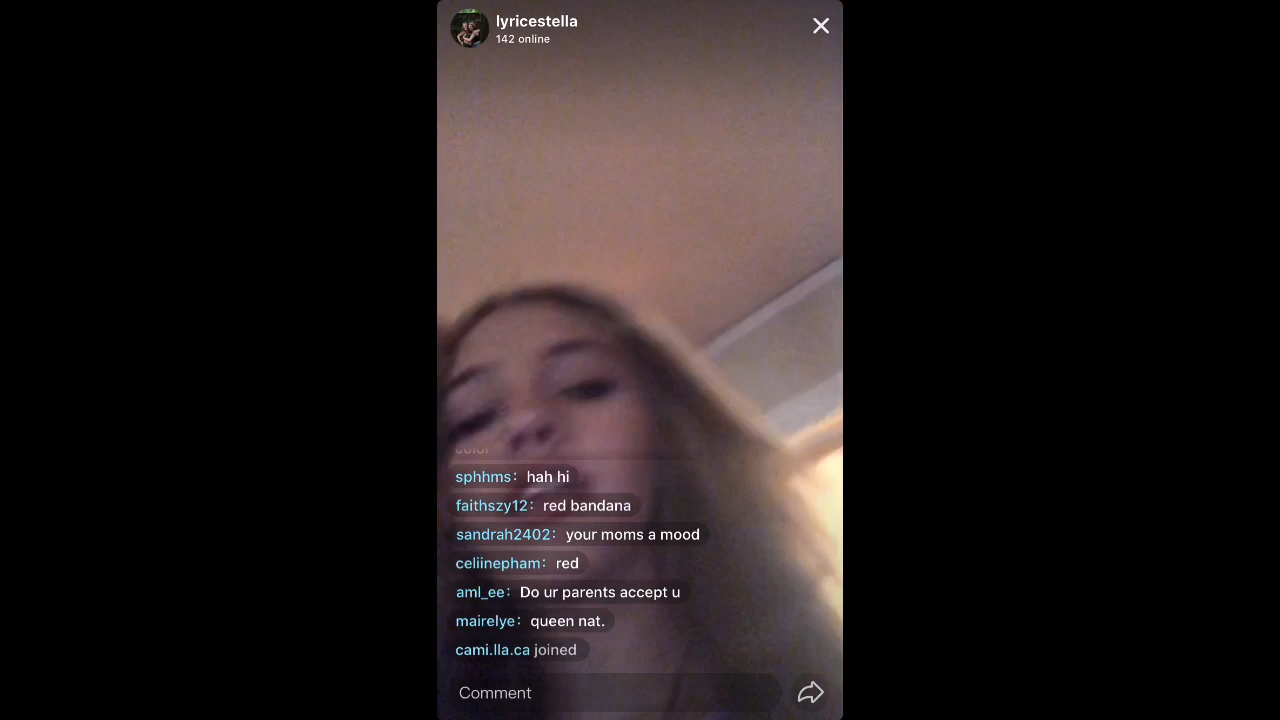 lyricestella
142 online
color
sphhms: hah hi
faithszy12: red bandana
sandrah2402: your moms a mood
celiinepham: red
aml_ee: Do ur parents accept u
mairelye: queen nat.
cami.lla.ca joined
Comment